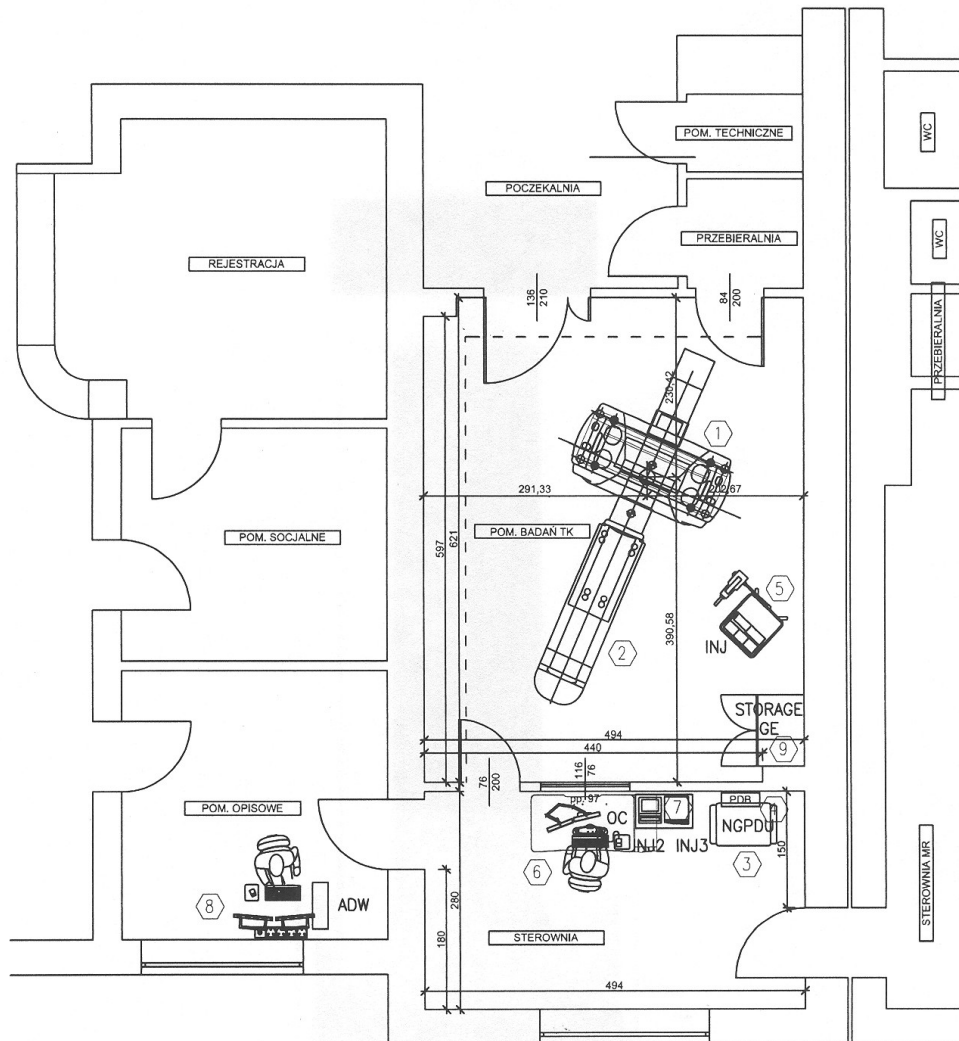 POM. TECHNICZNE
WC
POCZEKALNIA
PRZEBIERALNIA
WC
REJESTRACJA
136
210
84
200
PRZEBIERALNIA
230,42
1
291,33
212,67
POM. BADAŃ TK
POM. SOCJALNE
597
621
390,58
5
INJ
2
STORAGE
GE
494
440
9
76
200
116
76
pp. 97
POM. OPISOWE
OC
7
PDB
NGPDU
INJ2
INJ3
3
150
6
8
ADW
280
180
STEROWNIA
STEROWNIA MR
494